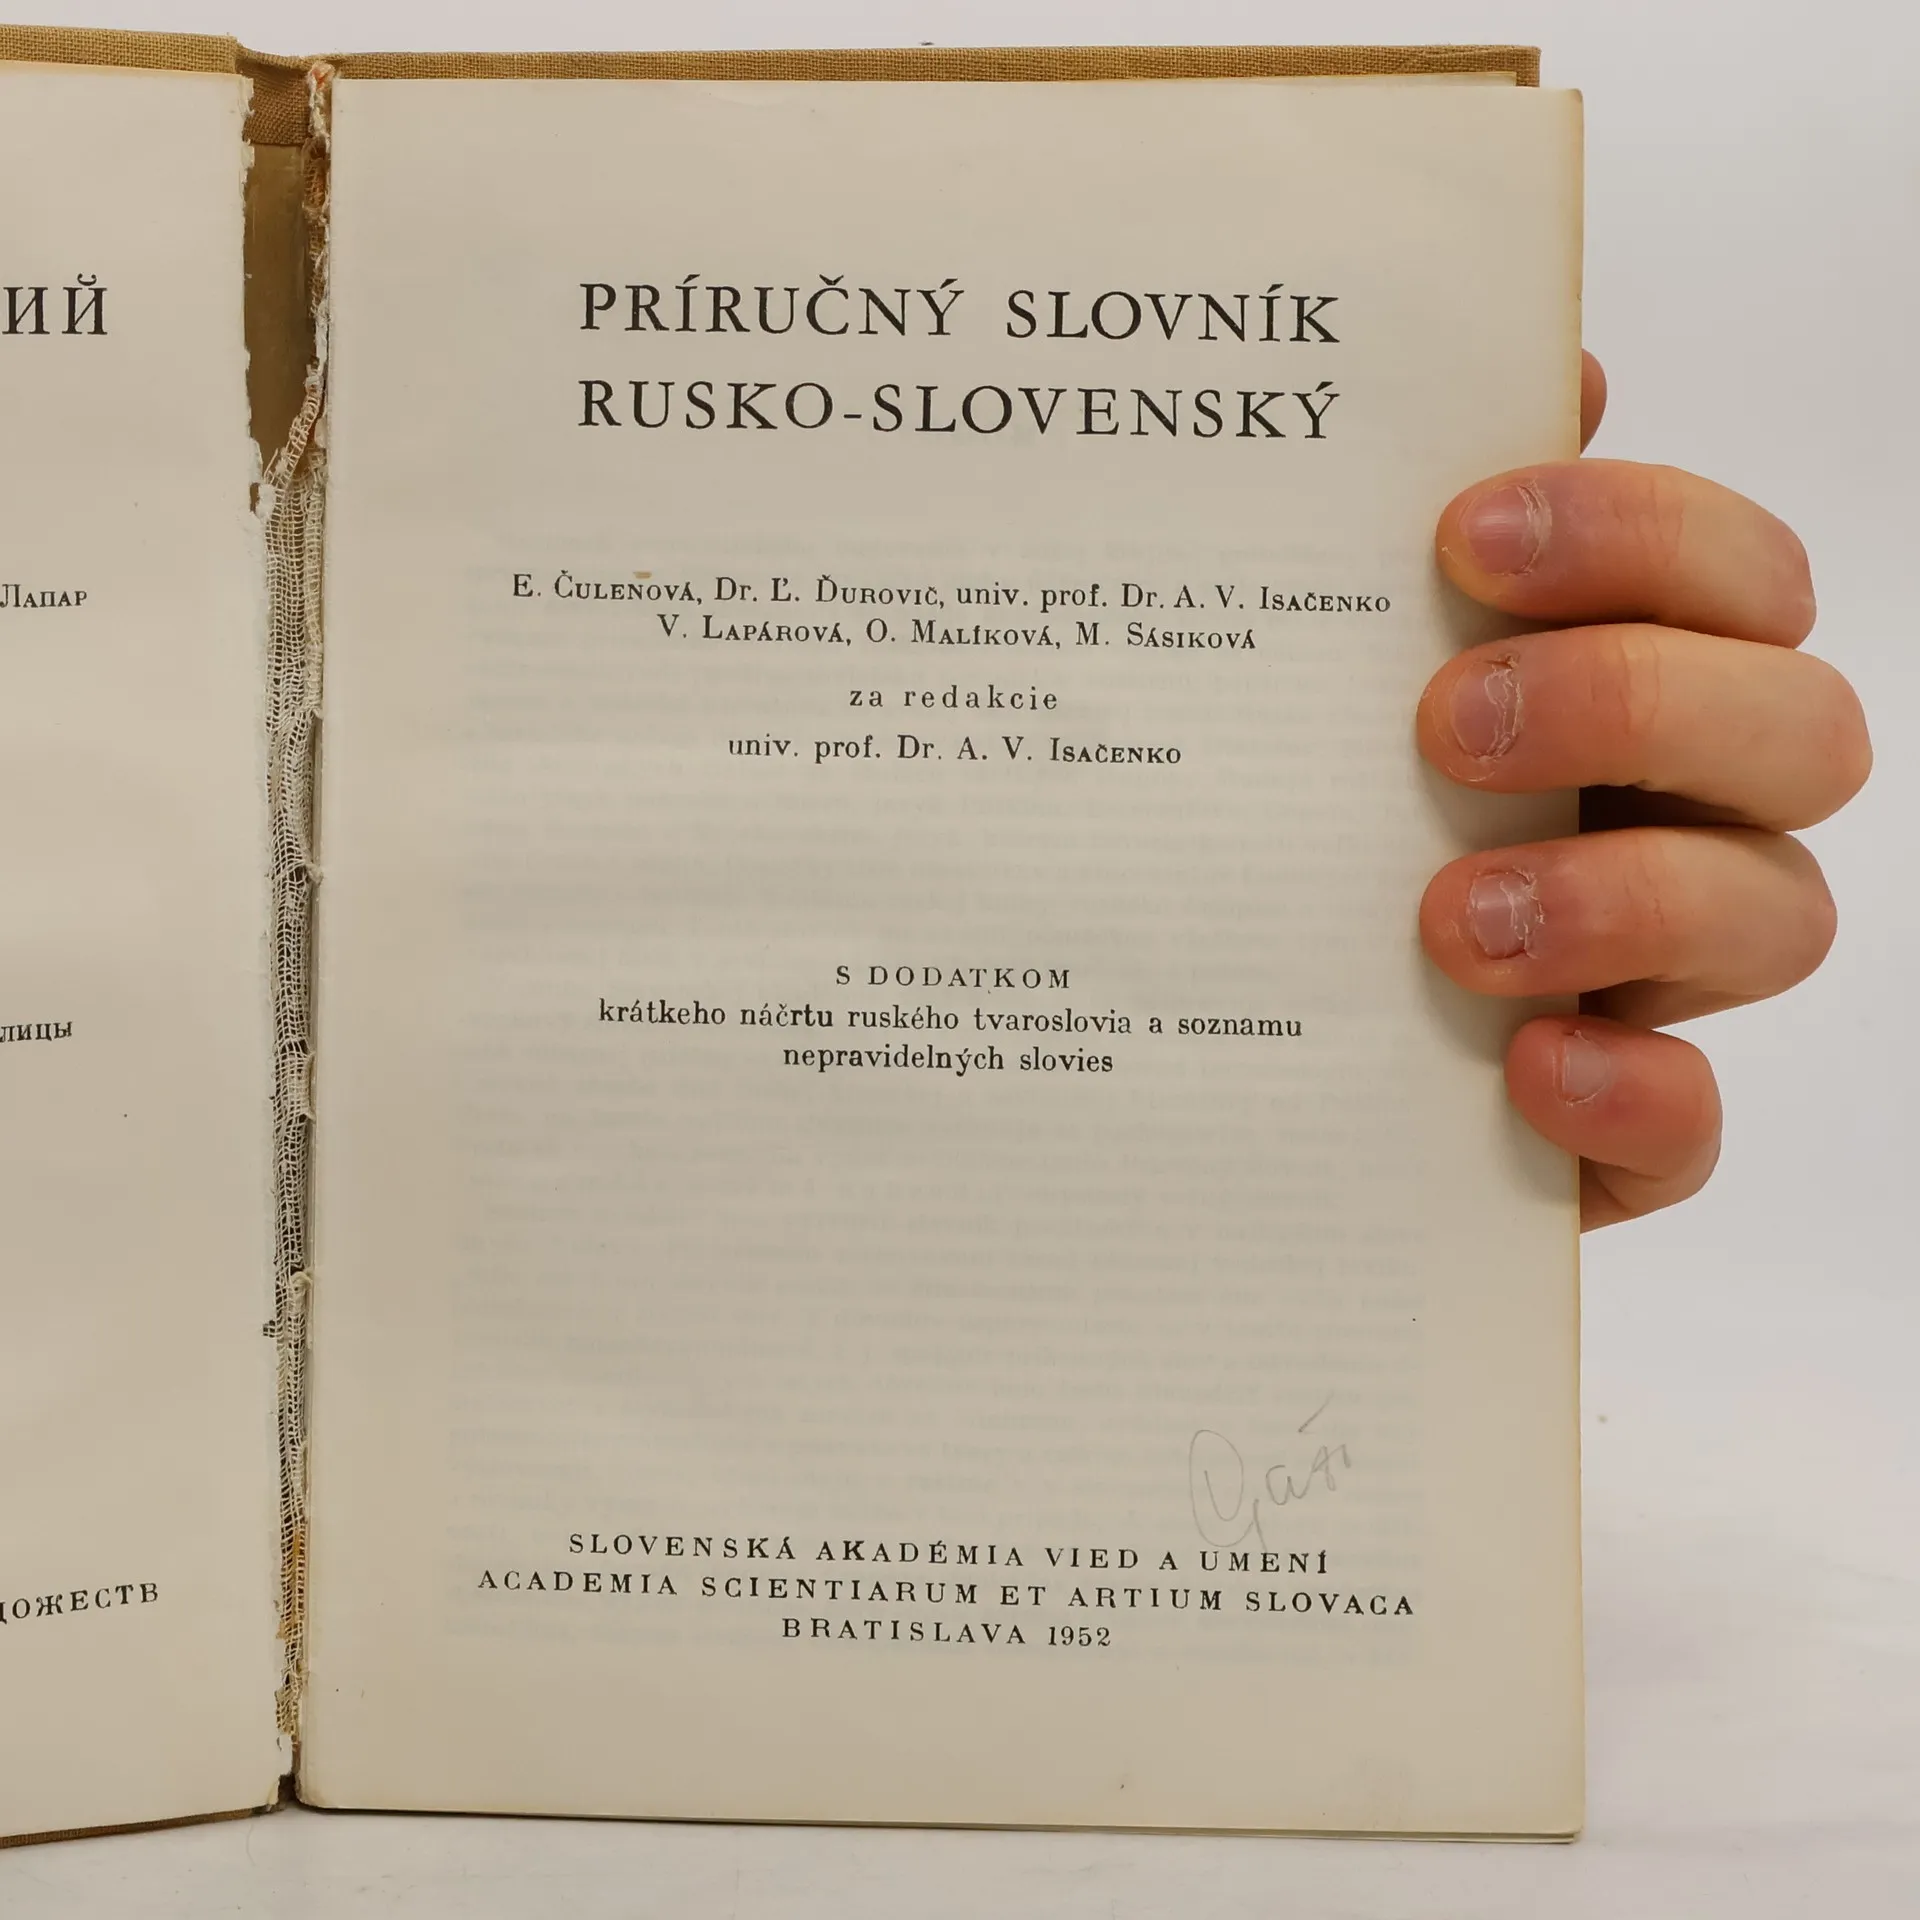 ИЙ
Лапар
лицы
ОЖЕСТВ
PRÍRUČNÝ SLOVNÍK
RUSKO-SLOVENSKÝ
E. Čuleňová, Dr. Ľ. Ďurovič, univ. prof. Dr. A. V. Isačenko
V. Lapárová, O. Malíková, M. Sásiková
za redakcie
univ. prof. Dr. A. V. Isačenko
S DODATKOM
krátkeho náčrtu ruského tvaroslovia a soznamu
nepravidelných slovies
SLOVENSKÁ AKADÉMIA VIED A UMENÍ
ACADEMIA SCIENTIARUM ET ARTIUM SLOVACA
BRATISLAVA 1952